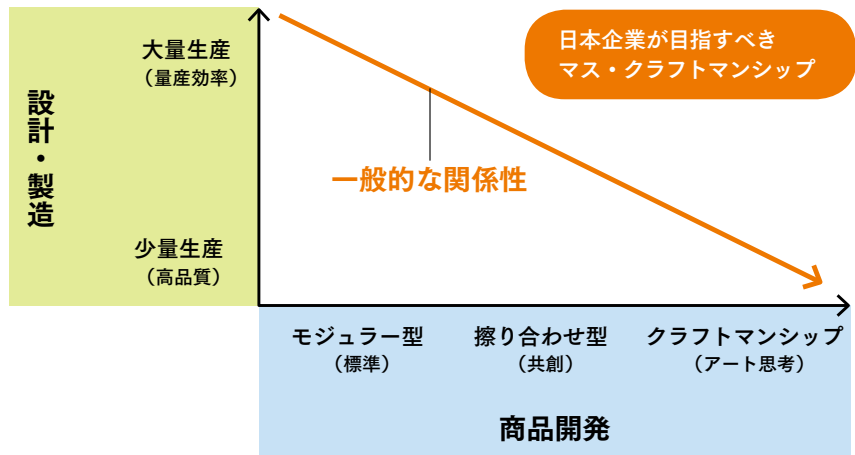 大量生産
（量産効率）
日本企業が目指すべき
マス・クラフトマンシップ
設計・製造
一般的な関係性
少量生産
（高品質）
モジュラー型
（標準）
擦り合わせ型
（共創）
クラフトマンシップ
（アート思考）
商品開発